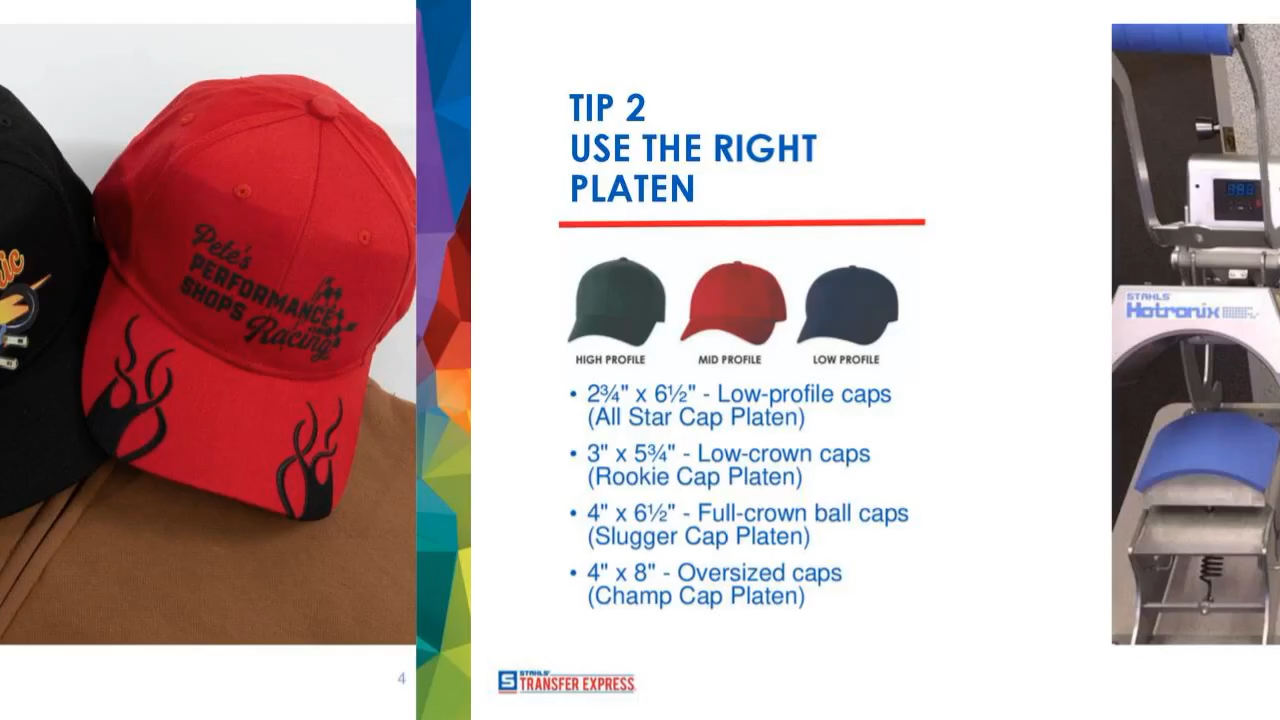 ic
Pete's
PERFORMANCE
SHOPS Racing
4
TIP 2
USE THE RIGHT
PLATEN
HIGH PROFILE MID PROFILE LOW PROFILE
• 2¾" x 6½" - Low-profile caps
(All Star Cap Platen)
• 3" x 5¾" - Low-crown caps
(Rookie Cap Platen)
• 4" x 6½" - Full-crown ball caps
(Slugger Cap Platen)
• 4" x 8" - Oversized caps
(Champ Cap Platen)
S STAHLS'
TRANSFER EXPRESS
STAHLS'
Hotronix